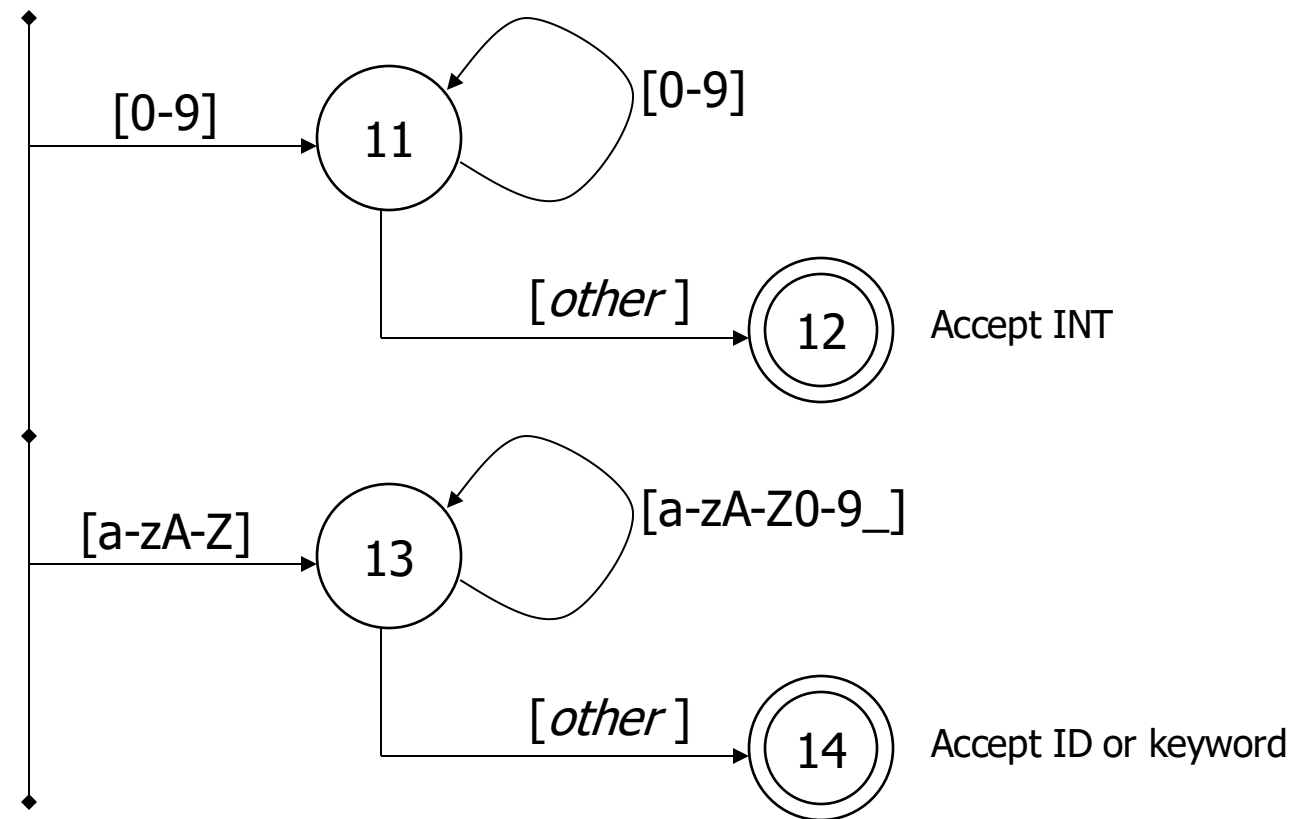 [0-9]
11
[0-9]
[other ]
12
Accept INT
[a-zA-Z]
13
[a-zA-Z0-9_]
[other ]
14
Accept ID or keyword